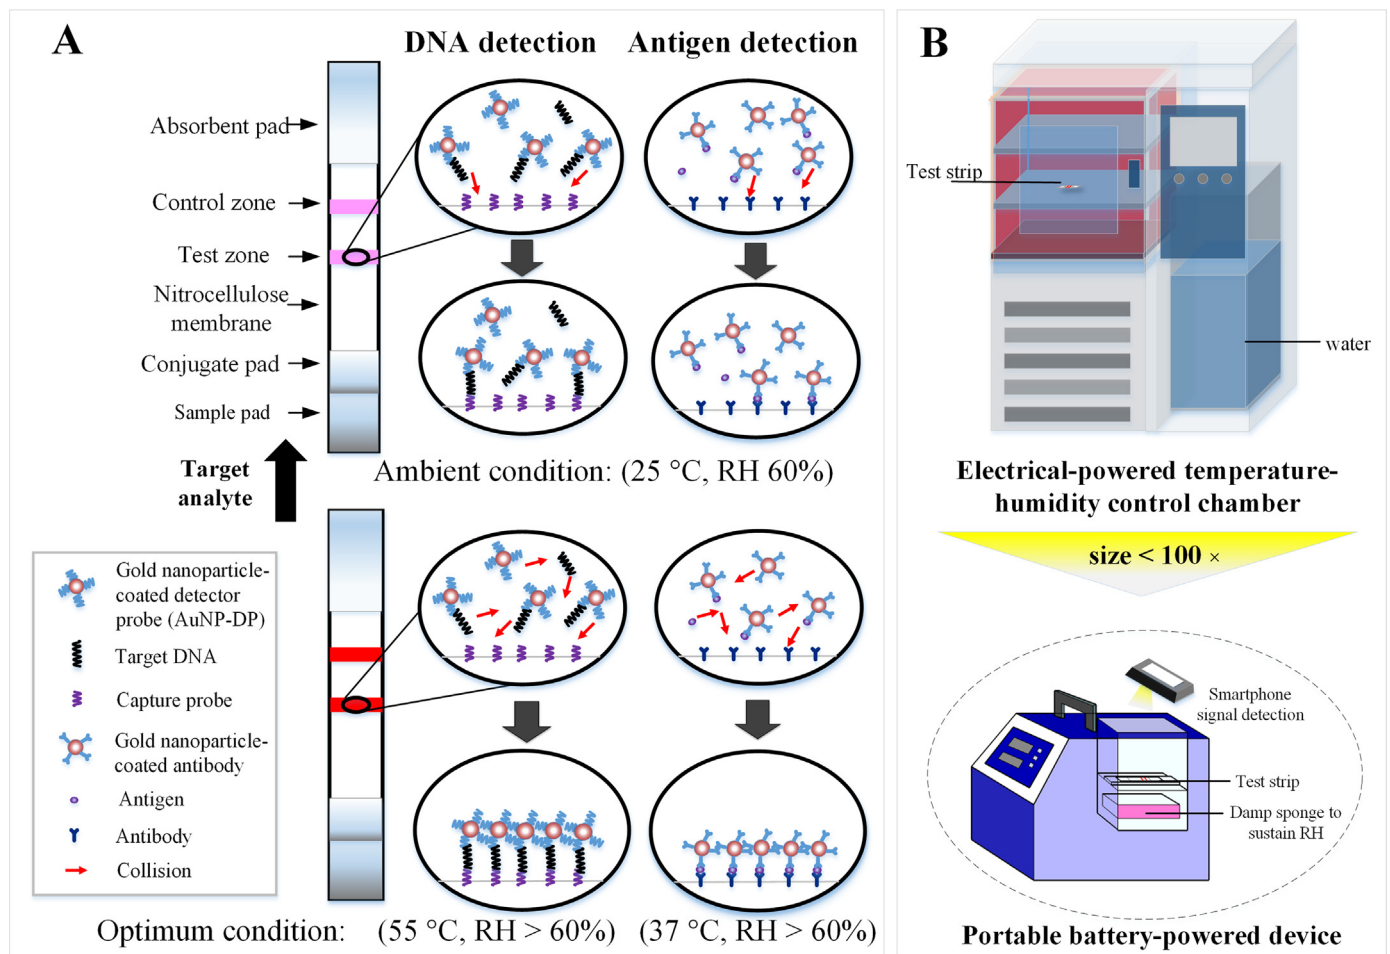 A
DNA detection
Antigen detection
Absorbent pad
Control zone
Test zone
Nitrocellulose
membrane
Conjugate pad
Sample pad
Target
analyte
Ambient condition: (25 °C, RH 60%)
Gold nanoparticle-
coated detector
probe (AuNP-DP)
Target DNA
Capture probe
Gold nanoparticle-
coated antibody
Antigen
Antibody
Collision
Optimum condition: (55 °C, RH > 60%) (37 °C, RH > 60%)
B
Test strip
water
Electrical-powered temperature-
humidity control chamber
size < 100 ×
Smartphone
signal detection
Test strip
Damp sponge to
sustain RH
Portable battery-powered device